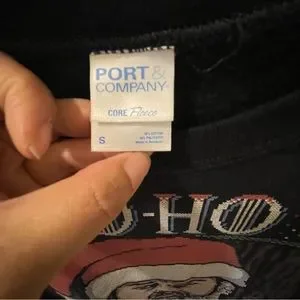 PORT &
COMPANY
CORE Fleece
S
O-HO